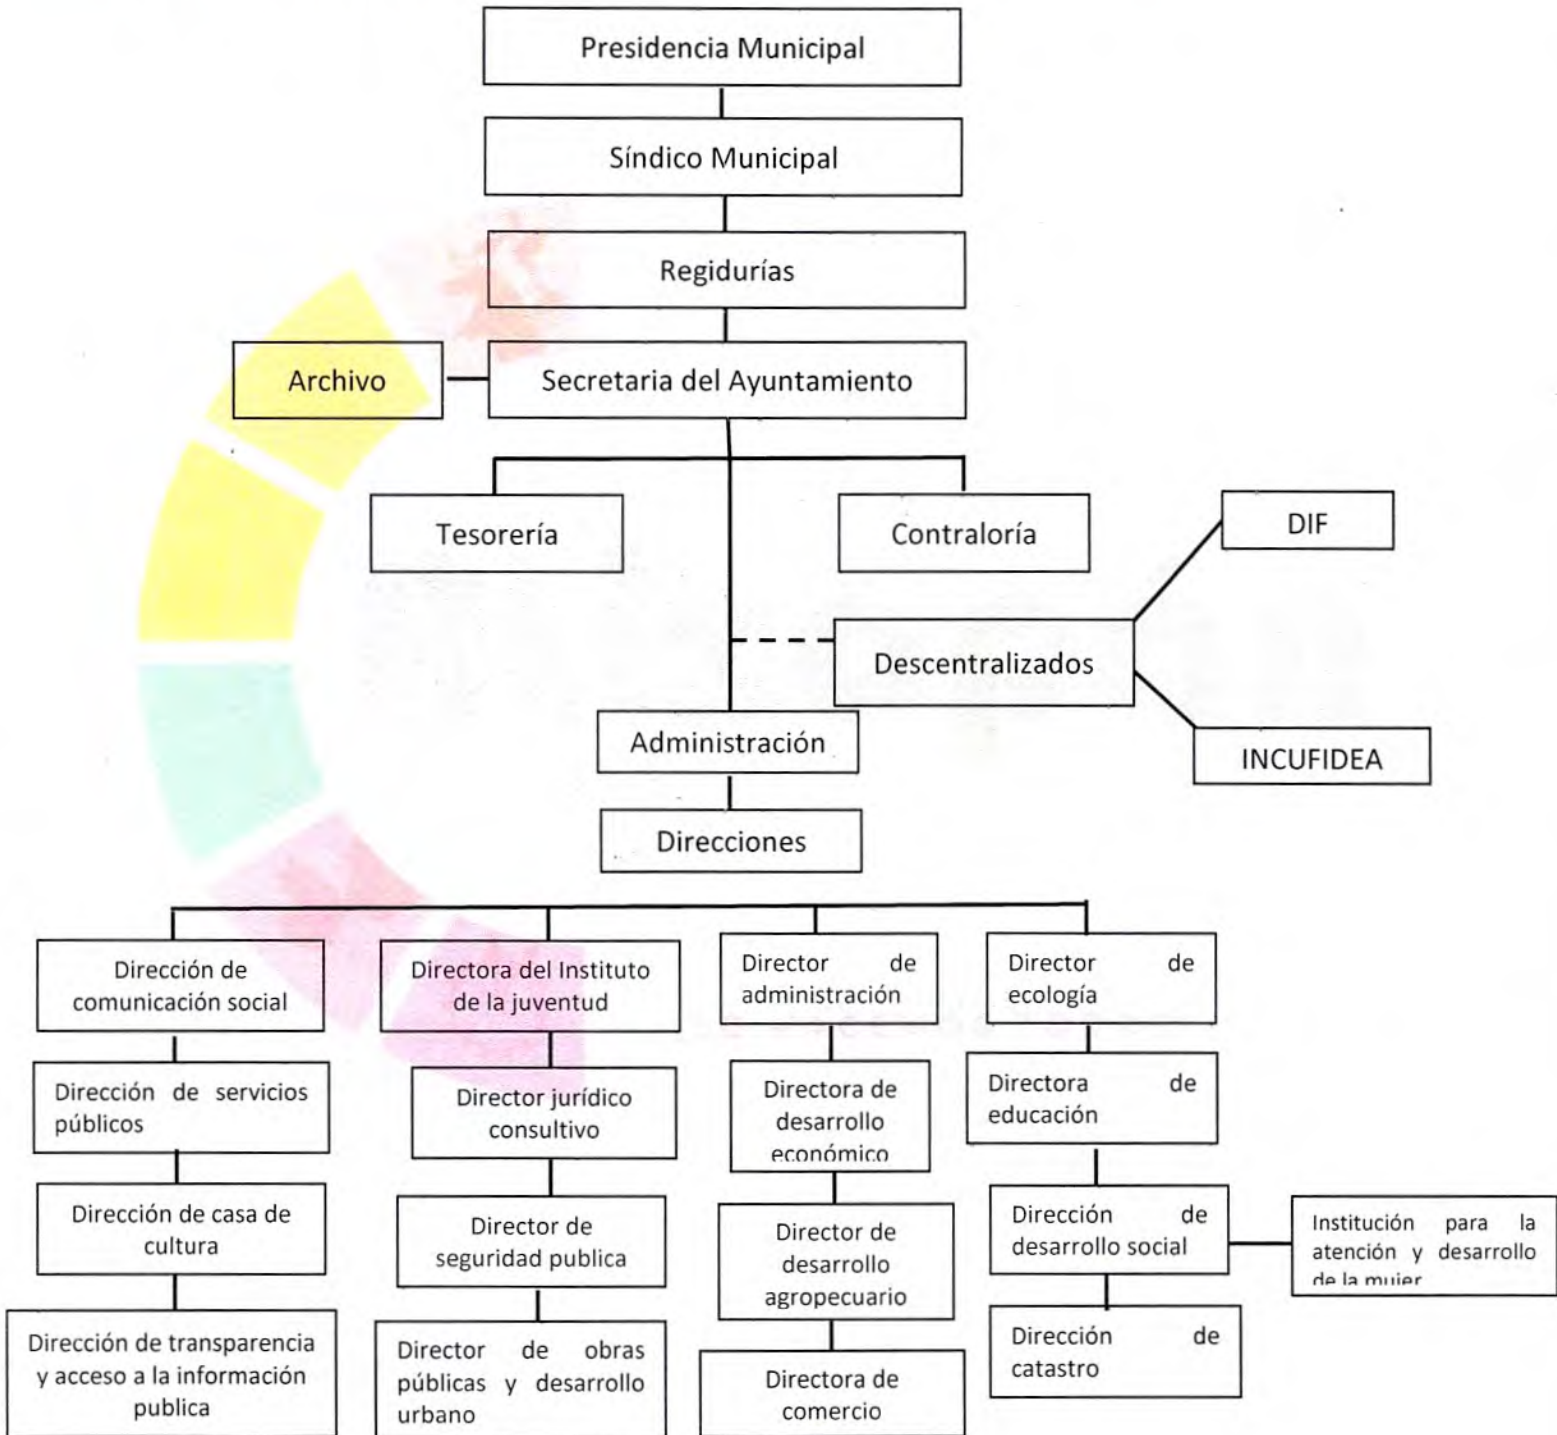 Presidencia Municipal
Síndico Municipal
Regidurías
Archivo
Secretaria del Ayuntamiento
Tesorería
Contraloría
DIF
Descentralizados
Administración
INCUFIDEA
Direcciones
Dirección de
comunicación social
Directora del Instituto
de la juventud
Director de
administración
Director de
ecología
Dirección de servicios
públicos
Director jurídico
consultivo
Directora de
desarrollo
económico
Directora de
educación
Dirección de casa de
cultura
Director de
seguridad publica
Director de
desarrollo
agropecuario
Dirección de
desarrollo social
Institución para la
atención y desarrollo
de la mujer
Dirección de transparencia
y acceso a la información
publica
Director de obras
públicas y desarrollo
urbano
Directora de
comercio
Dirección de
catastro